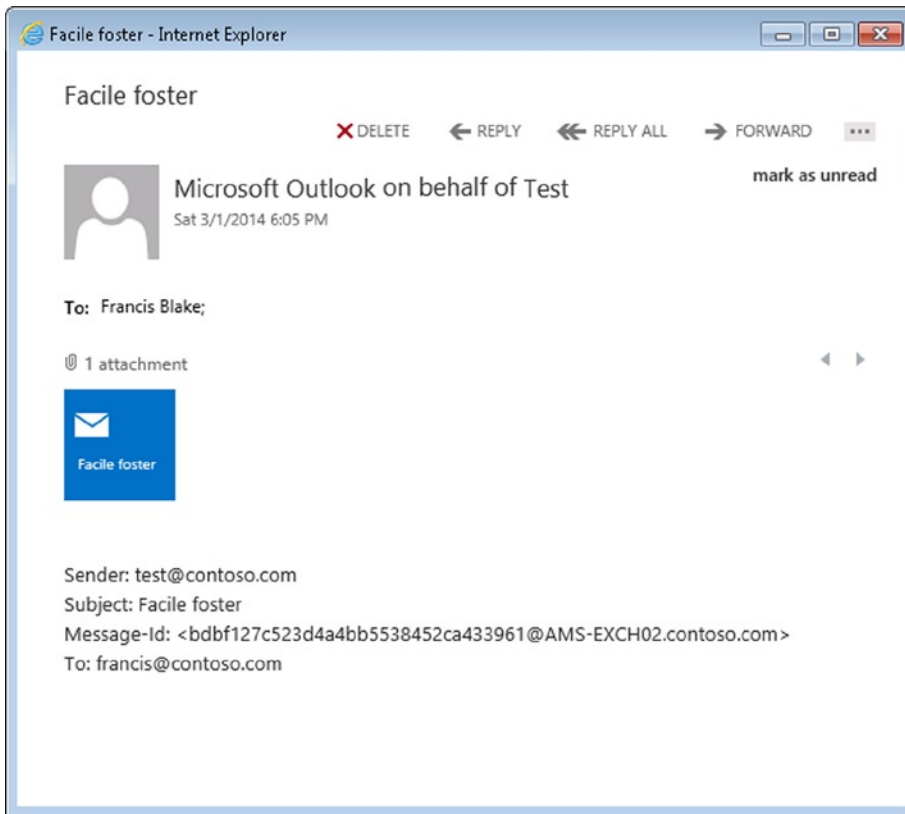 Facile foster - Internet Explorer
Facile foster
DELETE REPLY REPLY ALL FORWARD ...
Microsoft Outlook on behalf of Test
mark as unread
Sat 3/1/2014 6:05 PM
To: Francis Blake;
1 attachment
Facile foster
Sender: test@contoso.com
Subject: Facile foster
Message-Id: <bdbf127c523d4a4bb5538452ca433961@AMS-EXCH02.contoso.com>
To: francis@contoso.com